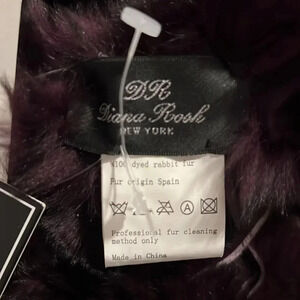 DR
Diana Rosh
NEW YORK
%100 dyed rabbit fur
Fur origin Spain
A
Professional fur cleaning
method only
Made in China